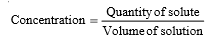 Concentration = Quantity of solute / Volume of solution